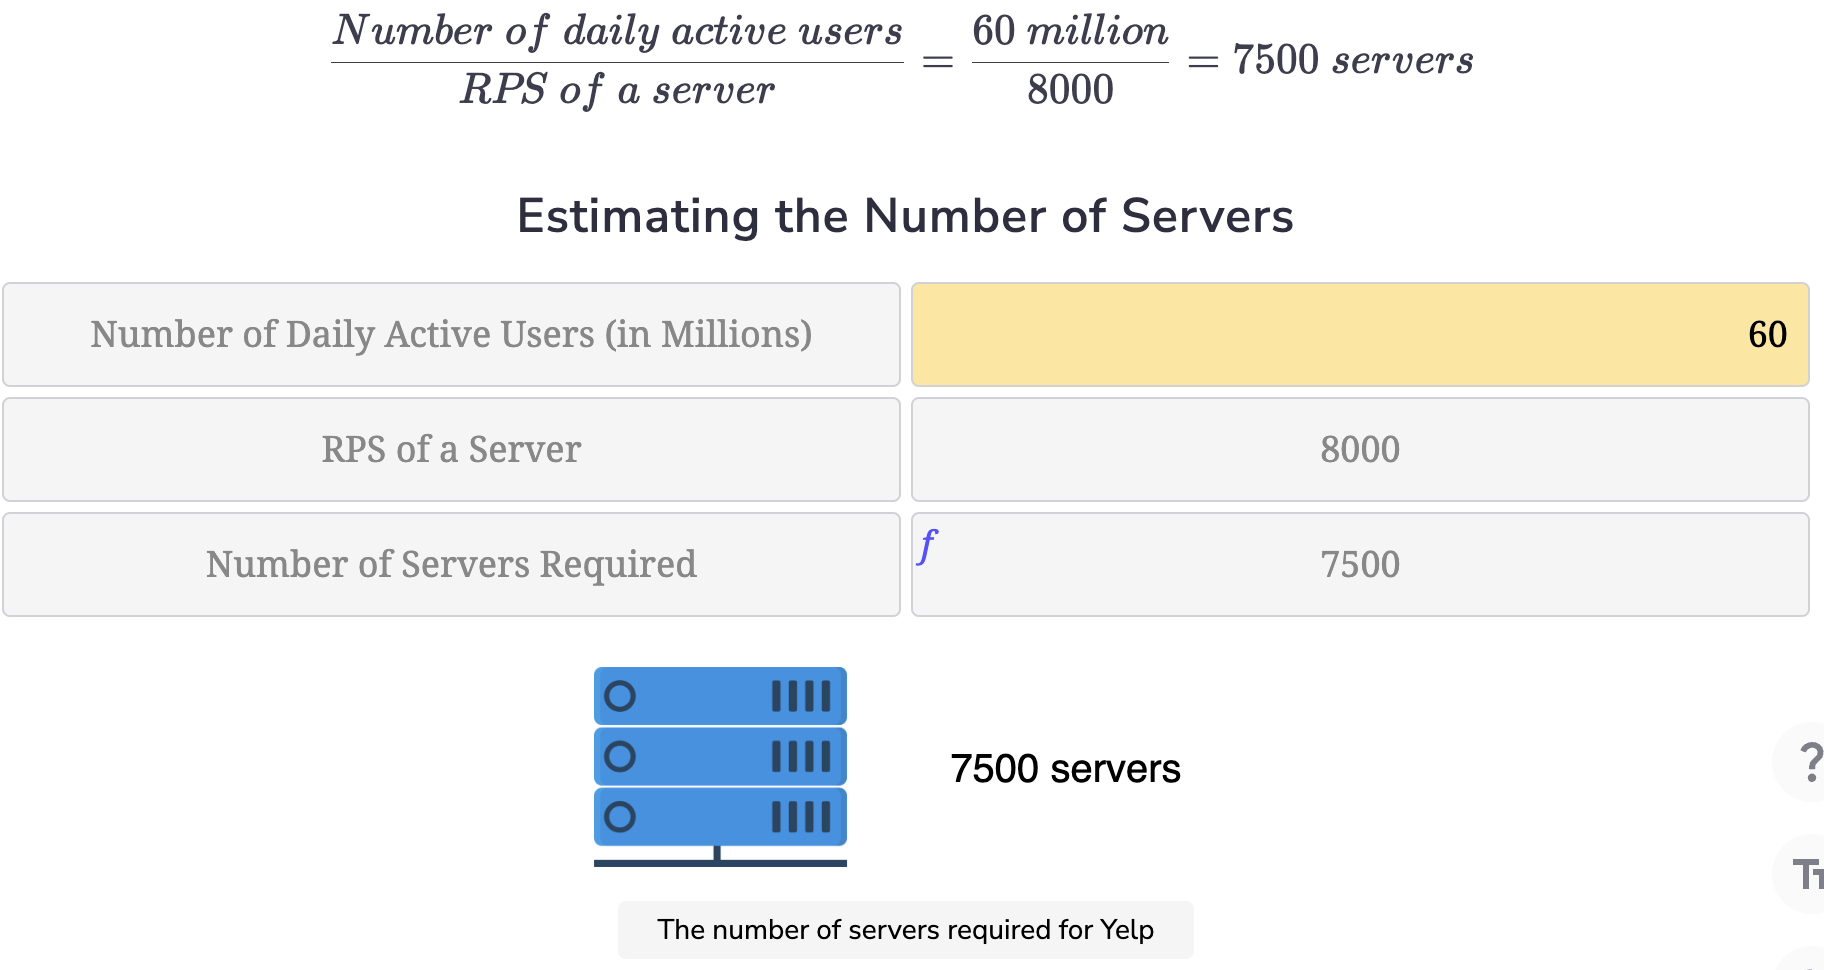 Number of daily active users / RPS of a server = 60 million / 8000 = 7500 servers
Estimating the Number of Servers
Number of Daily Active Users (in Millions)
60
RPS of a Server
8000
Number of Servers Required
f
7500
7500 servers
?
Tт
The number of servers required for Yelp